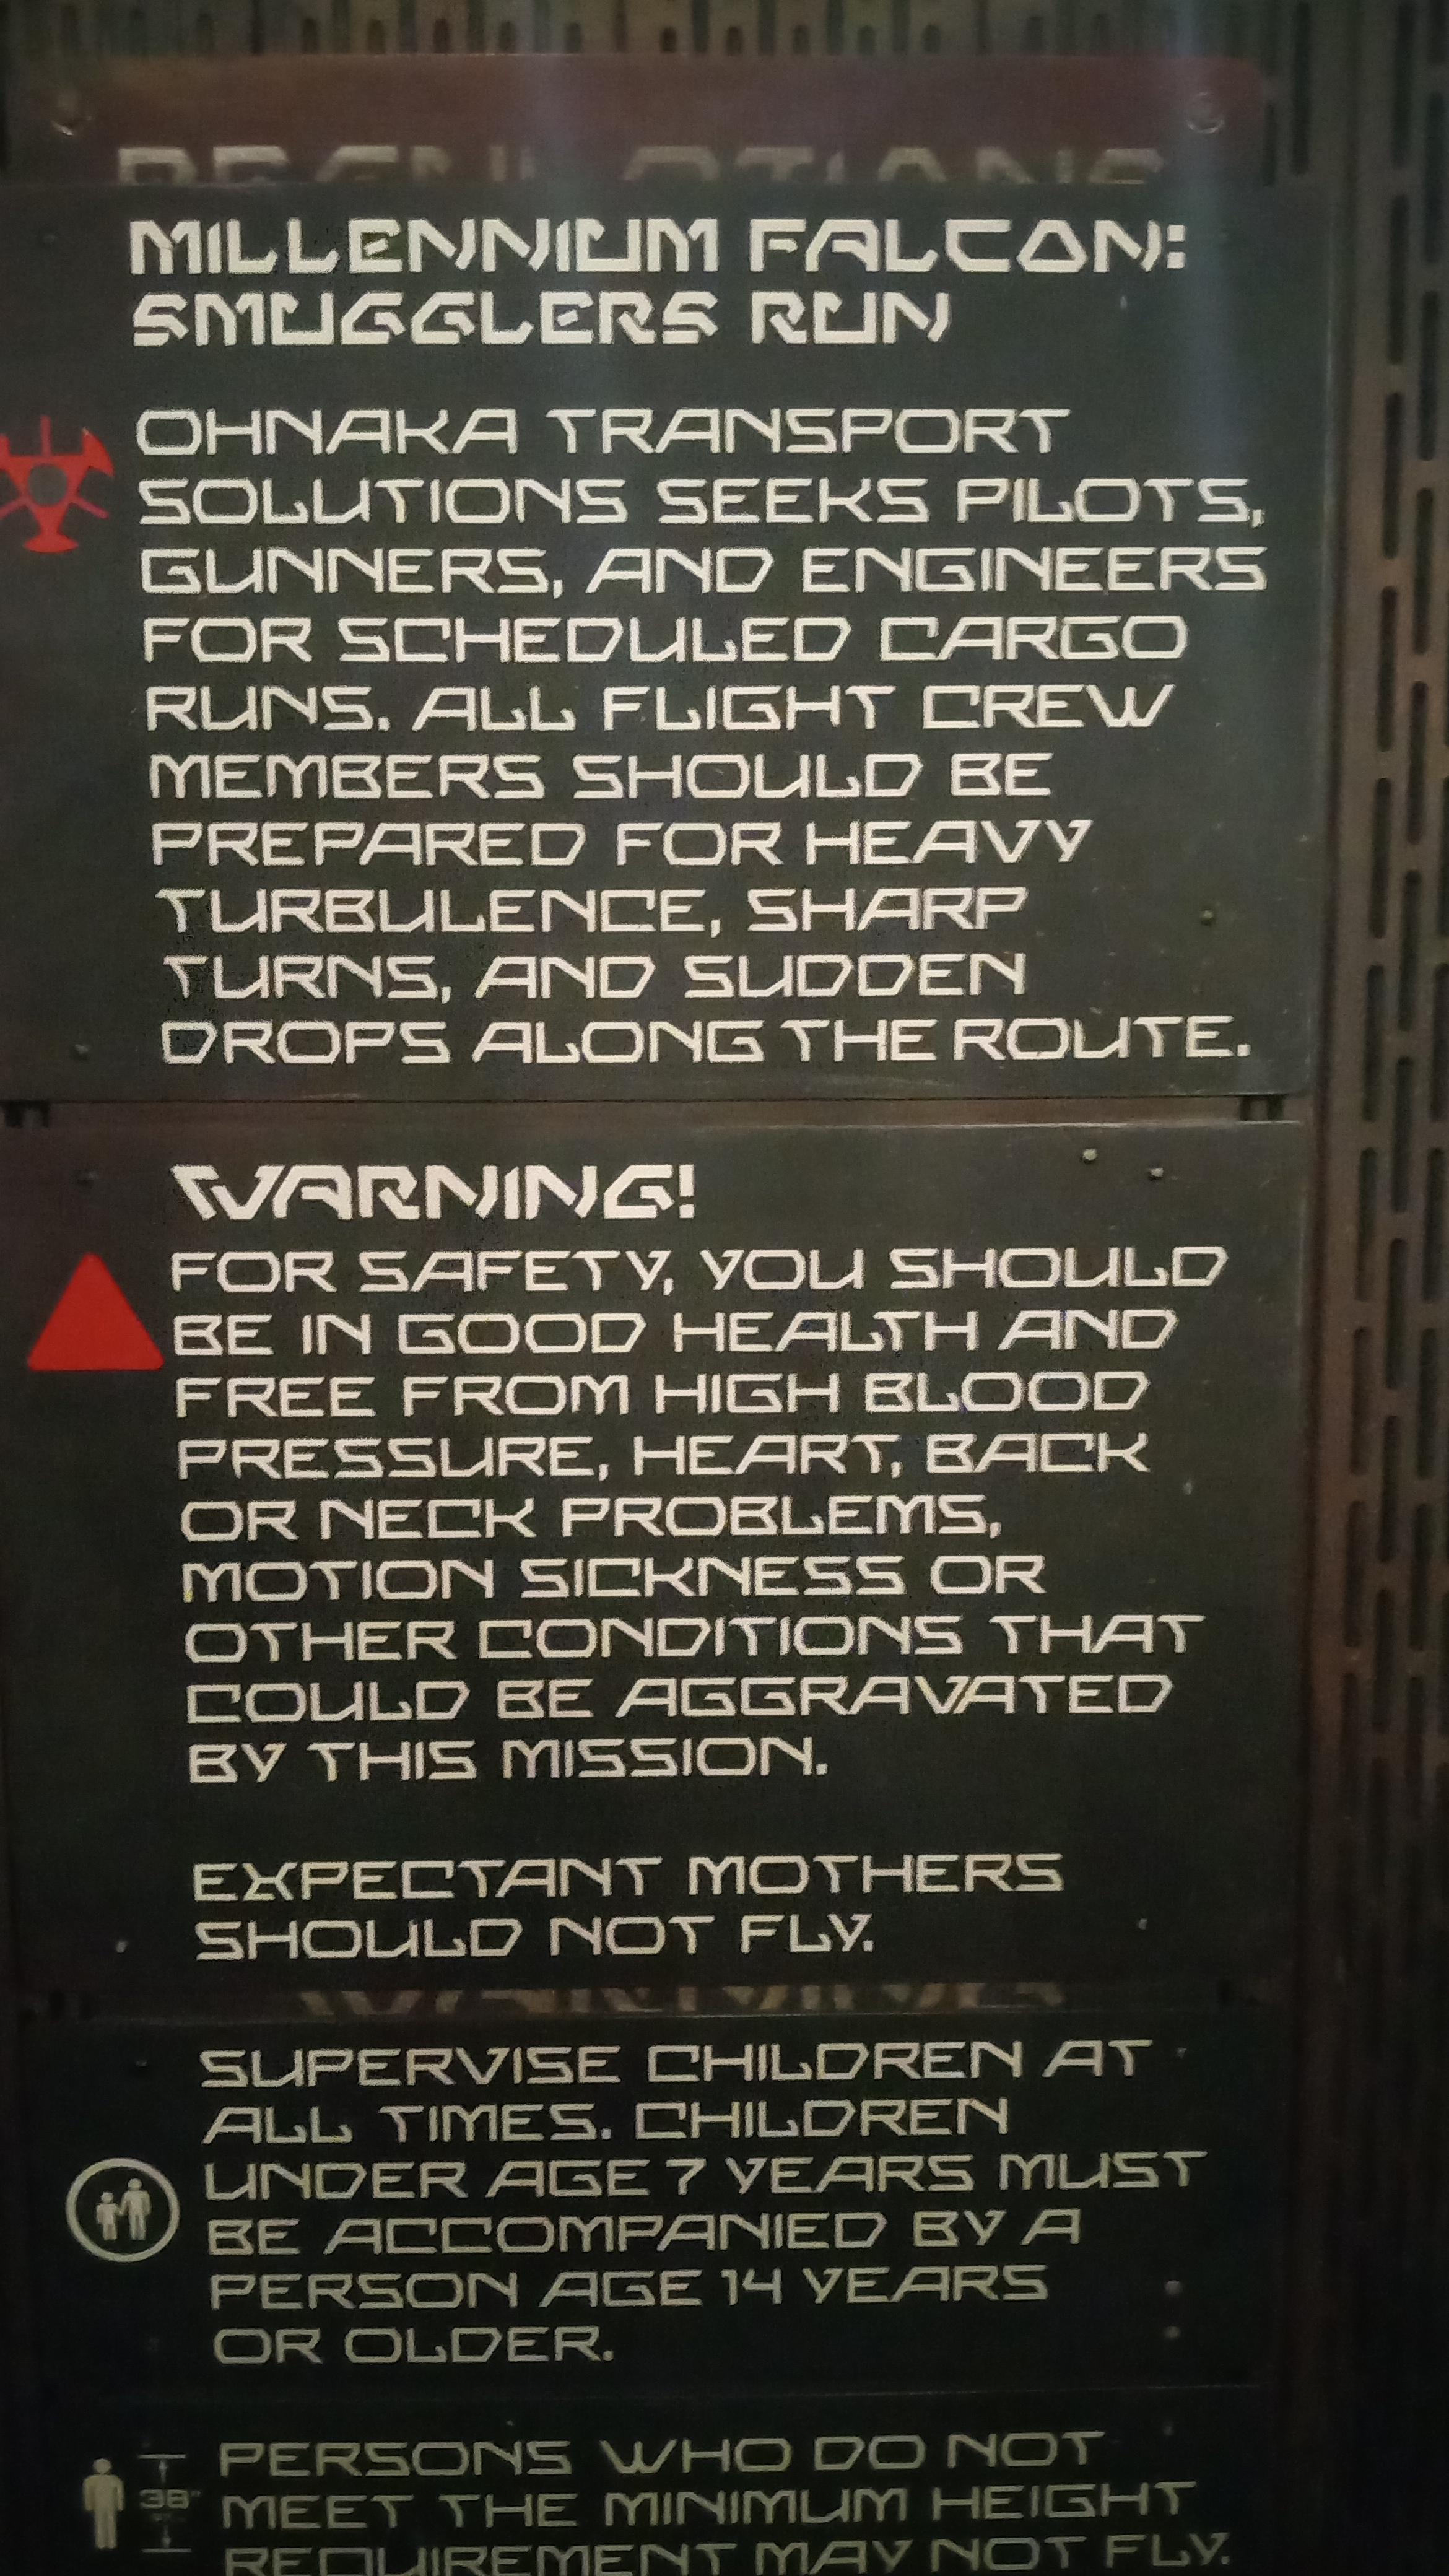 REGULATIONS
MILLENNIUM FALCON:
SMUGGLERS RUN
OHNAKA TRANSPORT
SOLUTIONS SEEKS PILOTS,
GUNNERS, AND ENGINEERS
FOR SCHEDULED CARGO
RUNS. ALL FLIGHT CREW
MEMBERS SHOULD BE
PREPARED FOR HEAVY
TURBULENCE, SHARP
TURNS, AND SUDDEN
DROPS ALONG THE ROUTE.
WARNING!
FOR SAFETY, YOU SHOULD
BE IN GOOD HEALTH AND
FREE FROM HIGH BLOOD
PRESSURE, HEART, BACK
OR NECK PROBLEMS,
MOTION SICKNESS OR
OTHER CONDITIONS THAT
COULD BE AGGRAVATED
BY THIS MISSION.
EXPECTANT MOTHERS
SHOULD NOT FLY.
SUPERVISE CHILDREN AT
ALL TIMES. CHILDREN
UNDER AGE 7 YEARS MUST
BE ACCOMPANIED BY A
PERSON AGE 14 YEARS
OR OLDER.
38"
PERSONS WHO DO NOT
MEET THE MINIMUM HEIGHT
REQUIREMENT MAY NOT FLY.